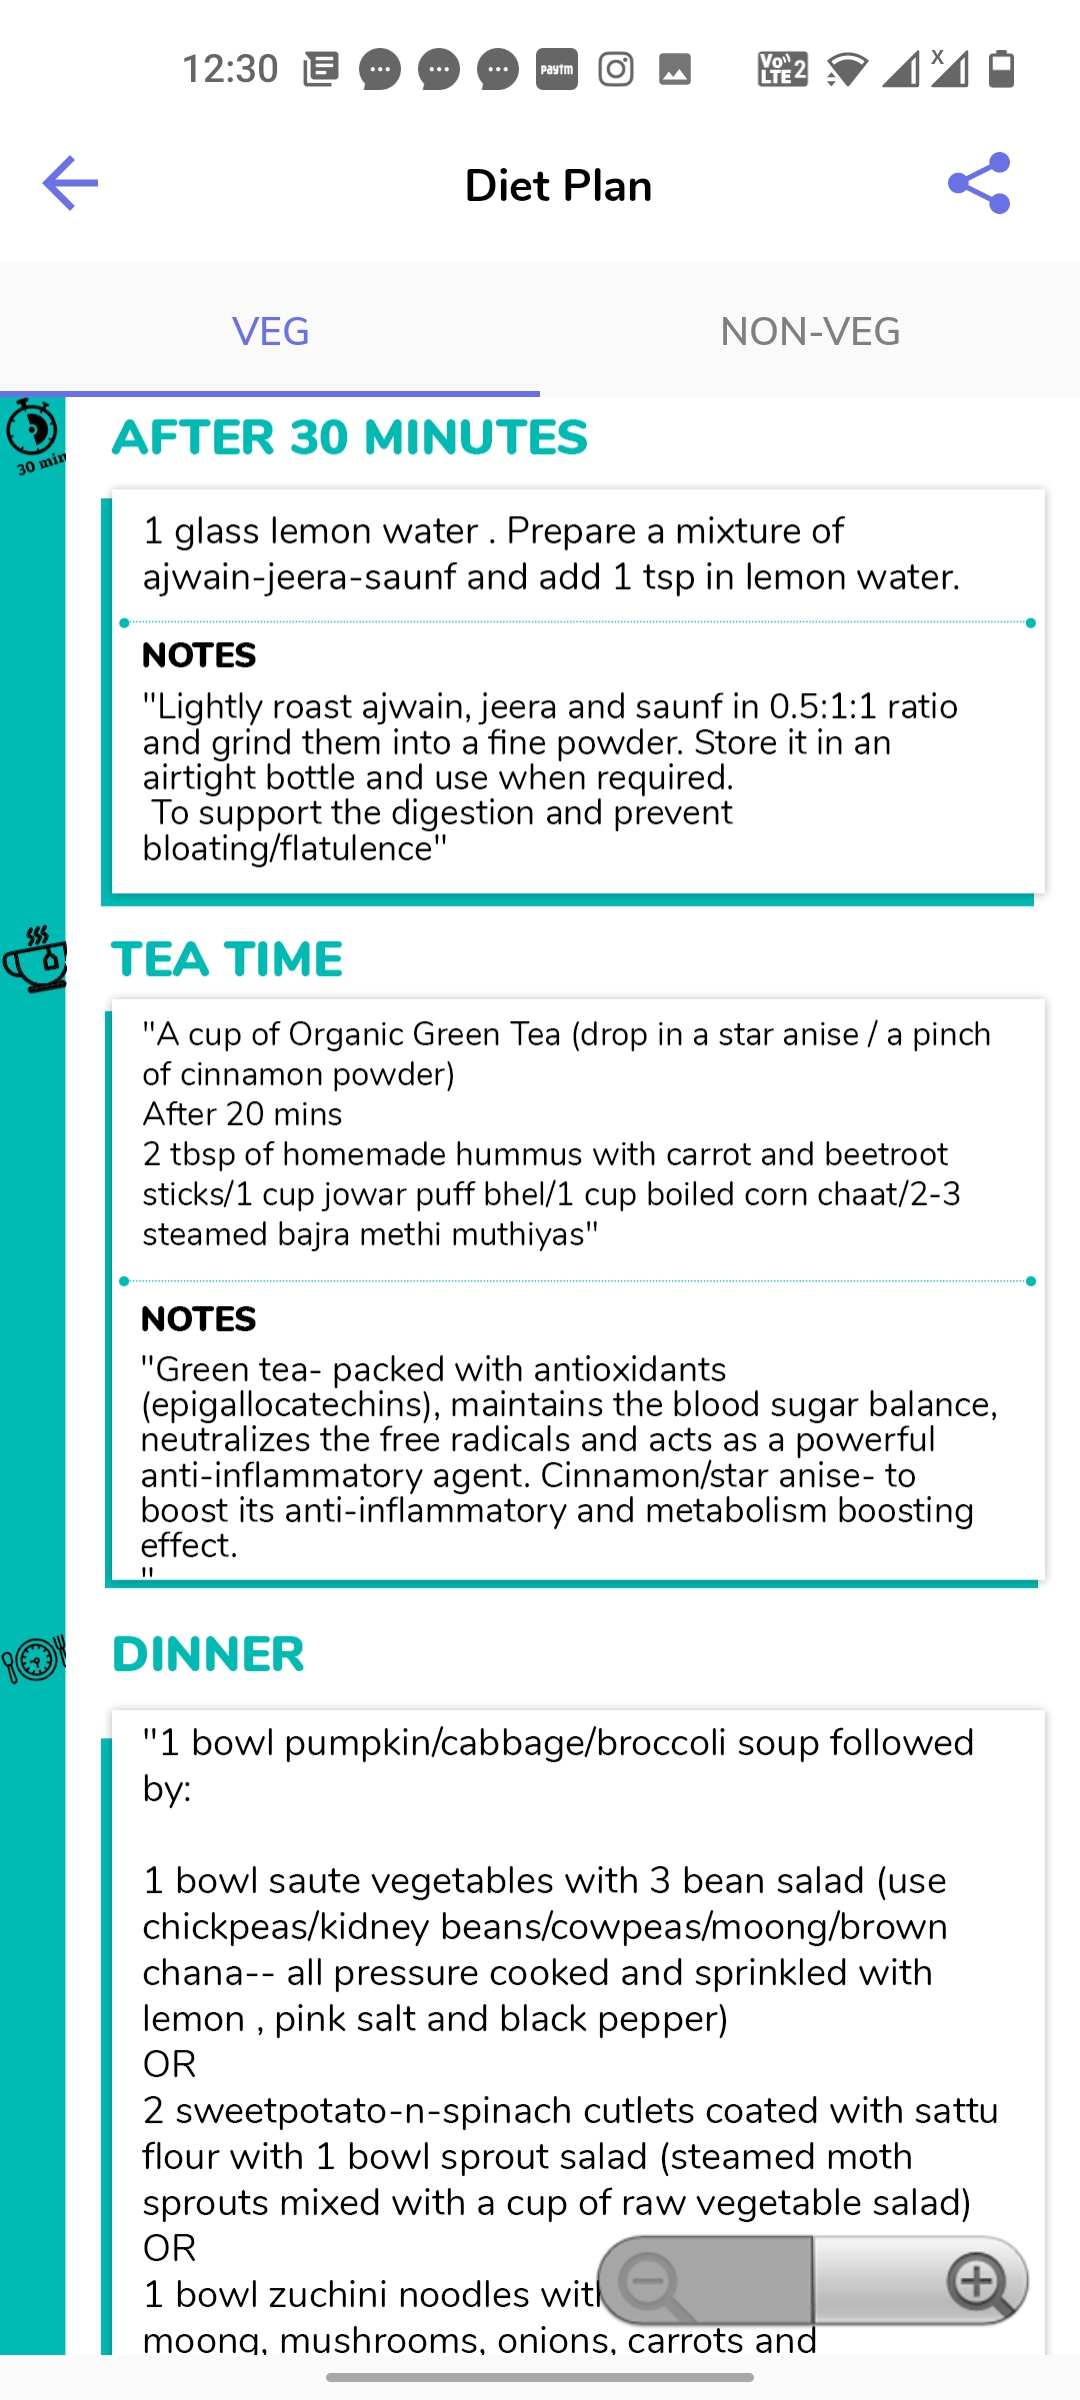 12:30
paytm
Vo)) LTE 2
X
Diet Plan
VEG
NON-VEG
30 min
AFTER 30 MINUTES
1 glass lemon water . Prepare a mixture of
ajwain-jeera-saunf and add 1 tsp in lemon water.
NOTES
"Lightly roast ajwain, jeera and saunf in 0.5:1:1 ratio
and grind them into a fine powder. Store it in an
airtight bottle and use when required.
To support the digestion and prevent
bloating/flatulence"
TEA TIME
"A cup of Organic Green Tea (drop in a star anise / a pinch
of cinnamon powder)
After 20 mins
2 tbsp of homemade hummus with carrot and beetroot
sticks/1 cup jowar puff bhel/1 cup boiled corn chaat/2-3
steamed bajra methi muthiyas"
NOTES
"Green tea- packed with antioxidants
(epigallocatechins), maintains the blood sugar balance,
neutralizes the free radicals and acts as a powerful
anti-inflammatory agent. Cinnamon/star anise- to
boost its anti-inflammatory and metabolism boosting
effect.
"
DINNER
"1 bowl pumpkin/cabbage/broccoli soup followed
by:
1 bowl saute vegetables with 3 bean salad (use
chickpeas/kidney beans/cowpeas/moong/brown
chana-- all pressure cooked and sprinkled with
lemon , pink salt and black pepper)
OR
2 sweetpotato-n-spinach cutlets coated with sattu
flour with 1 bowl sprout salad (steamed moth
sprouts mixed with a cup of raw vegetable salad)
OR
1 bowl zuchini noodles with
moong, mushrooms, onions, carrots and